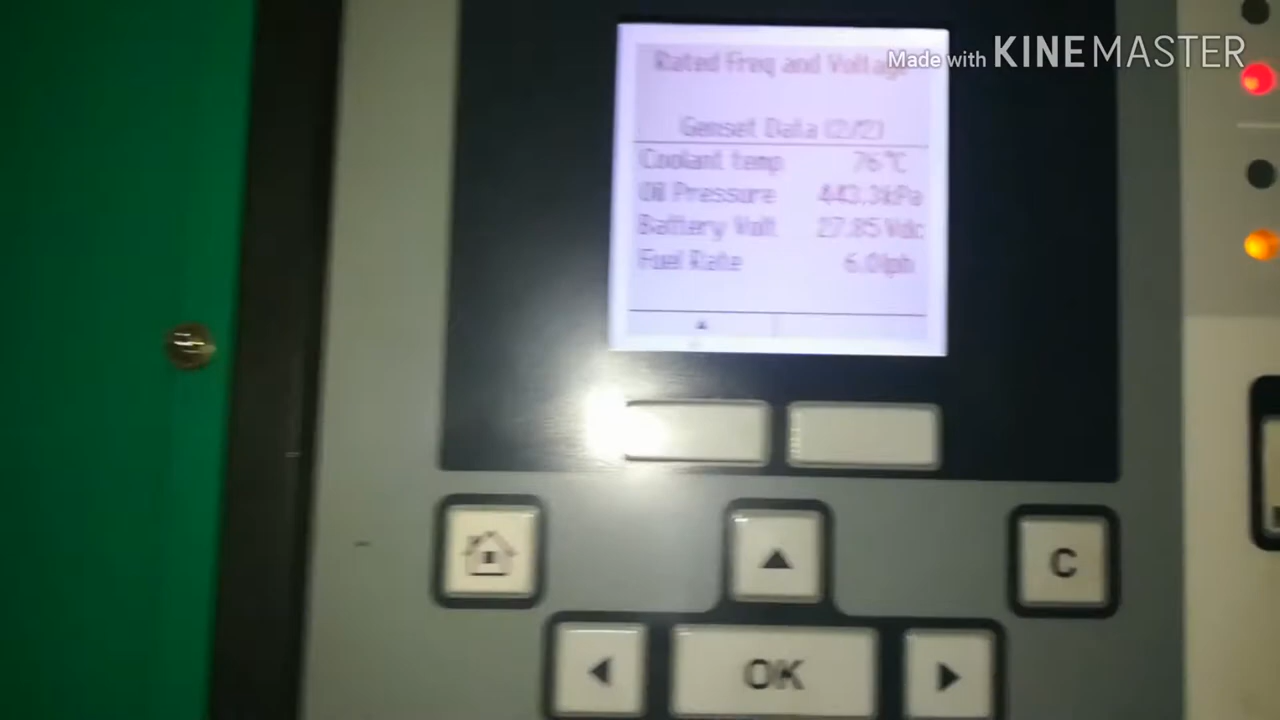 Made with KINEMASTER
Rated Freq and Voltage
Genset Data (2/2)
Coolant temp 76°C
Oil Pressure 443.3kPa
Battery Volt 27.85 Vdc
Fuel Rate 6.0lph
C
OK